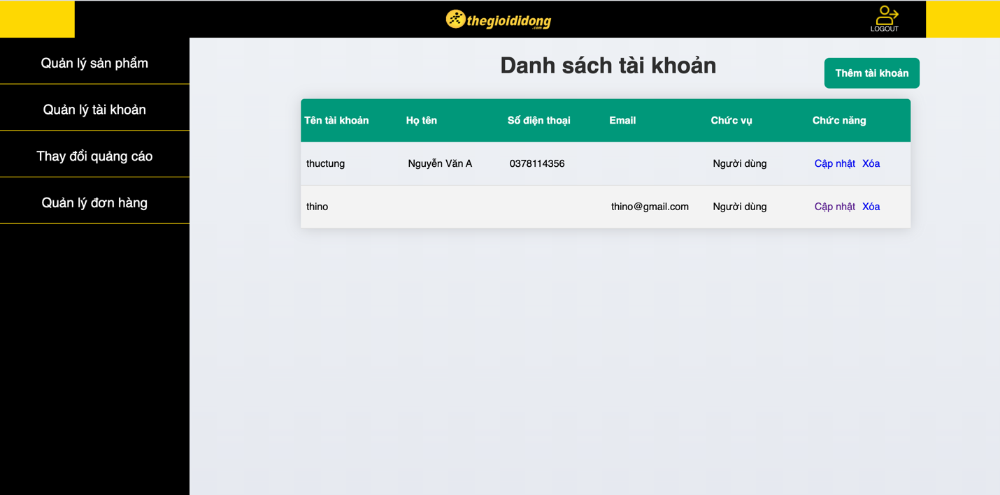 thegioididong
.com
LOGOUT
Quản lý sản phẩm
Quản lý tài khoản
Thay đổi quảng cáo
Quản lý đơn hàng
Danh sách tài khoản
Thêm tài khoản
Tên tài khoản Họ tên Số điện thoại Email Chức vụ Chức năng
thuctung Nguyễn Văn A 0378114356 Người dùng Cập nhật Xóa
thino thino@gmail.com Người dùng Cập nhật Xóa